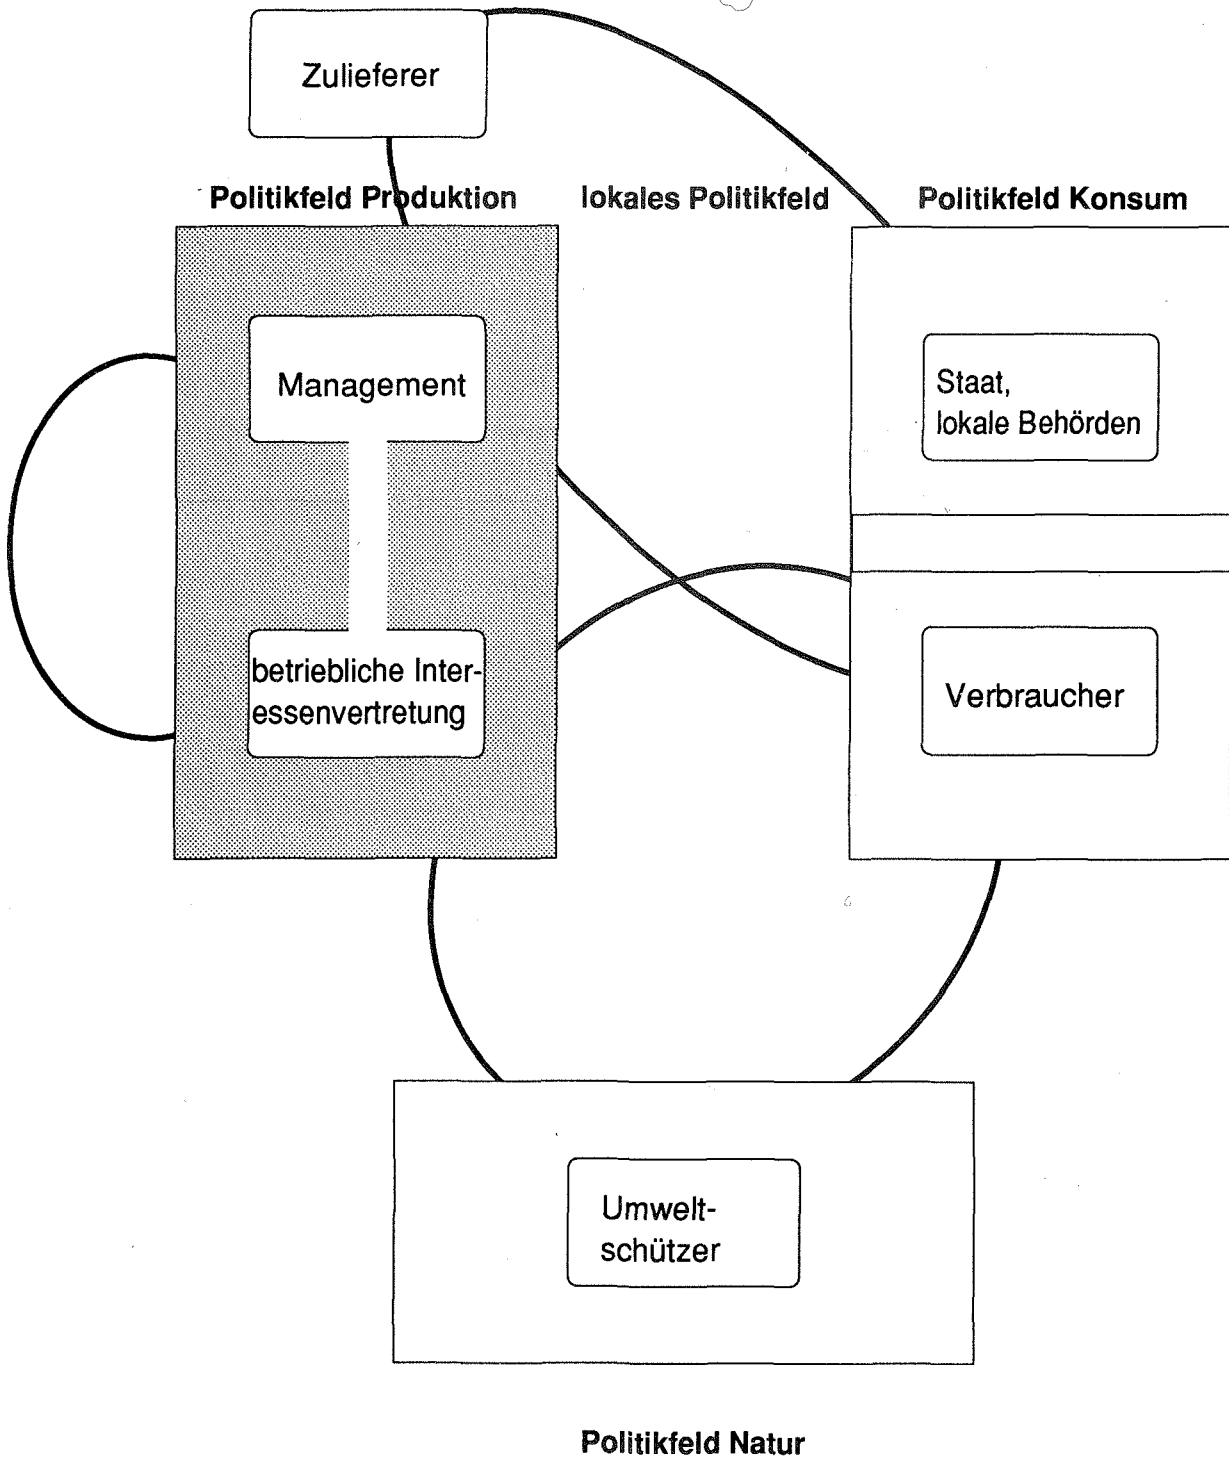 Zulieferer
Politikfeld Produktion
lokales Politikfeld
Politikfeld Konsum
Management
Staat,
lokale Behörden
betriebliche Inter-
essenvertretung
Verbraucher
Umwelt-
schützer
Politikfeld Natur